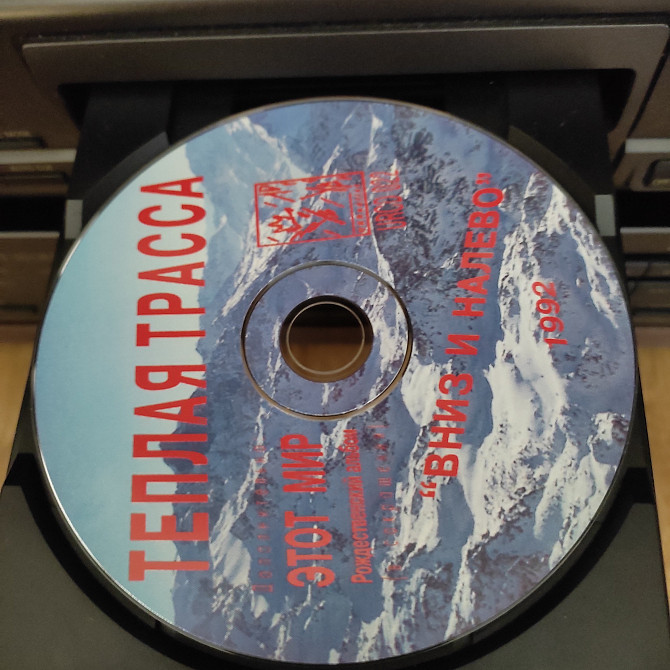 ТЕПЛАЯ ТРАССА
ЭТОТ МИР
Рождественский альбом
“ВНИЗ И НАЛЕВО”
1992